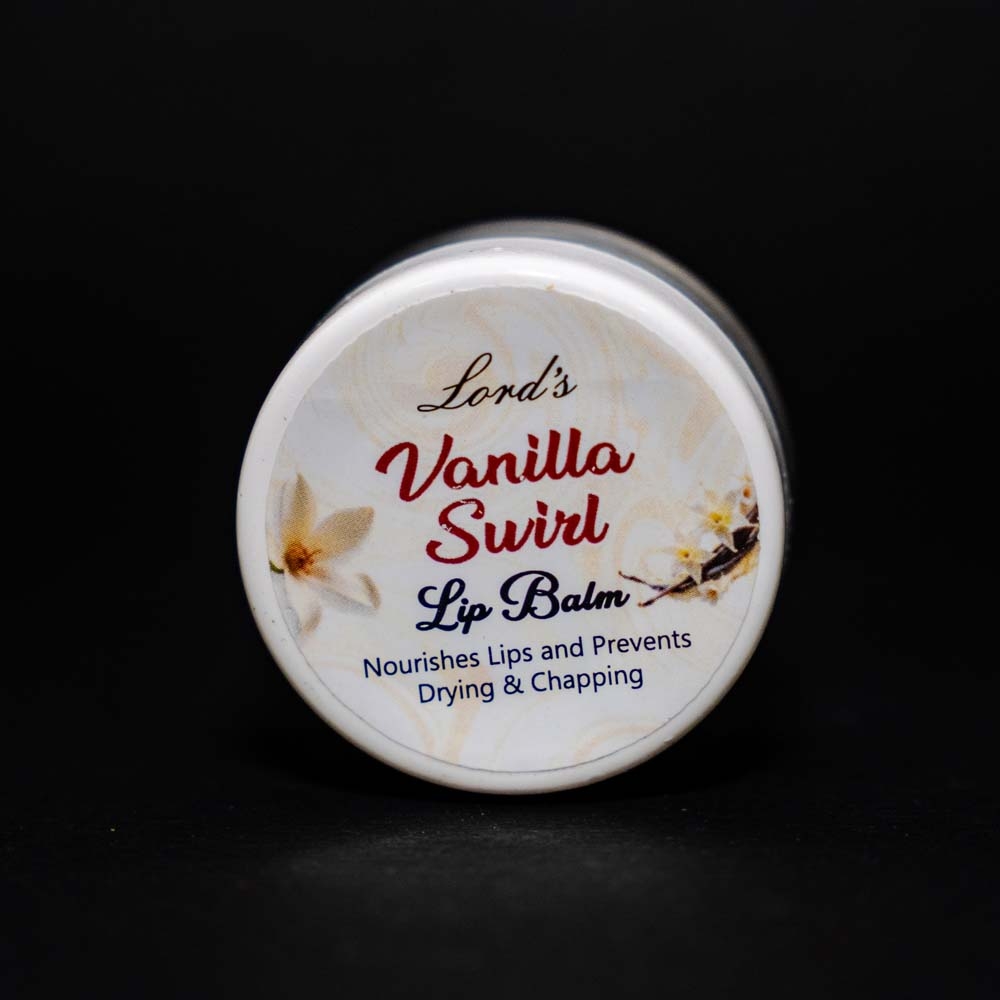 Lord's
Vanilla
Swirl
Lip Balm
Nourishes Lips and Prevents
Drying & Chapping